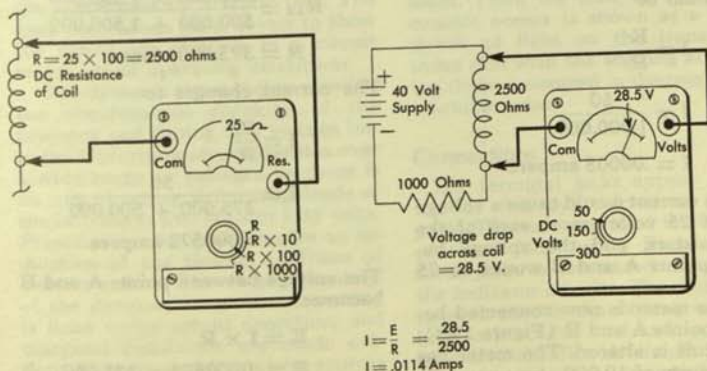 R = 25 × 100 = 2500 ohms
DC Resistance
of Coil
25
Com.
Res.
R
R × 10
R × 100
R × 1000
40 Volt
Supply
2500
Ohms
1000 Ohms
Voltage drop
across coil
= 28.5 V.
28.5 V
Com
Volts
DC
Volts
50
150
300
I = E/R = 28.5/2500
I = .0114 Amps